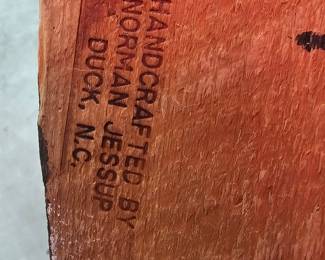 HANDCRAFTED BY
NORMAN JESSUP
DUCK, N.C.